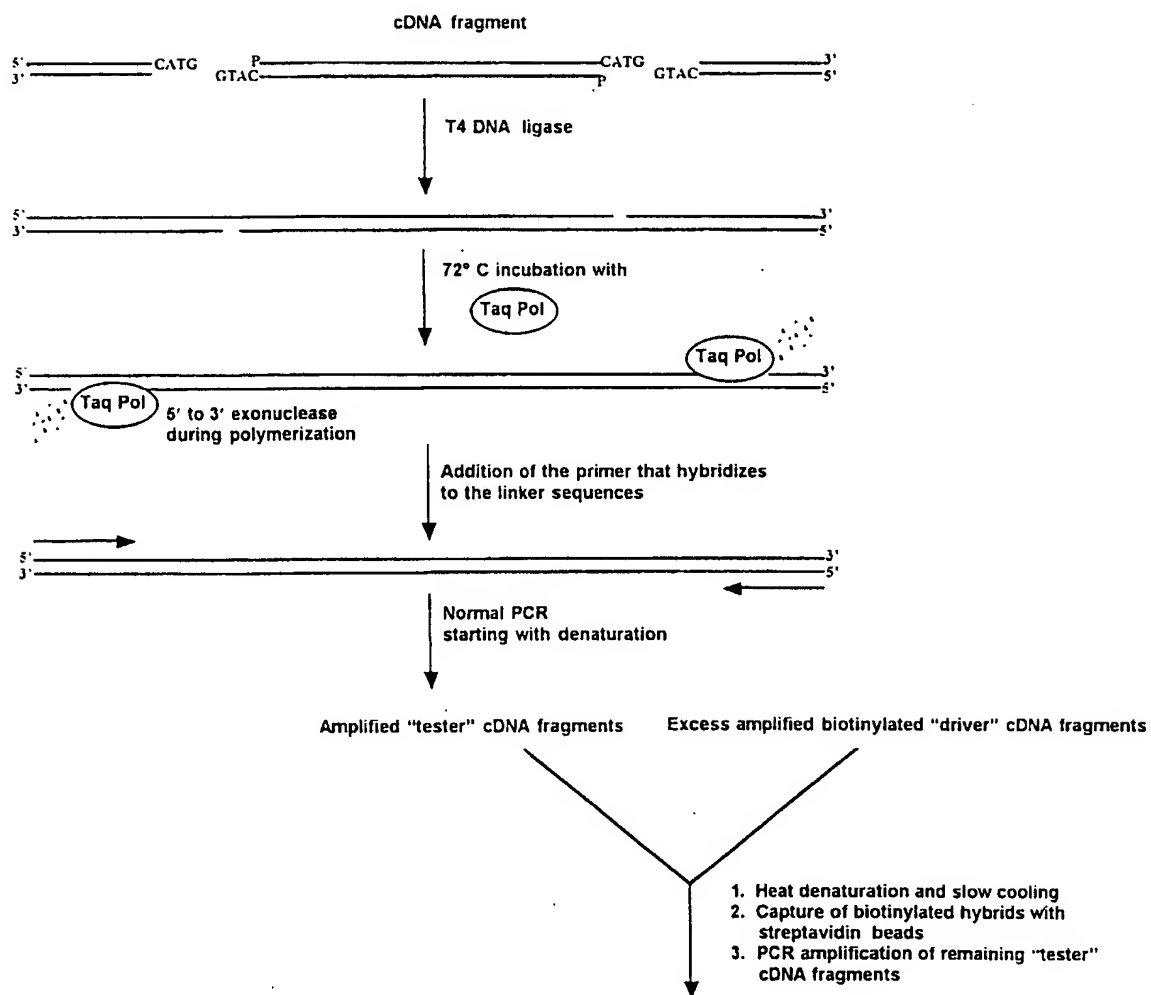 cDNA fragment
5' CATG P CATG 3'
3' GTAC P GTAC 5'
T4 DNA ligase
5' 3'
3' 5'
72° C incubation with
Taq Pol
Taq Pol
5' 3'
3' 5'
Taq Pol
5' to 3' exonuclease
during polymerization
Addition of the primer that hybridizes
to the linker sequences
5' 3'
3' 5'
Normal PCR
starting with denaturation
Amplified "tester" cDNA fragments Excess amplified biotinylated "driver" cDNA fragments
1. Heat denaturation and slow cooling
2. Capture of biotinylated hybrids with
streptavidin beads
3. PCR amplification of remaining "tester"
cDNA fragments